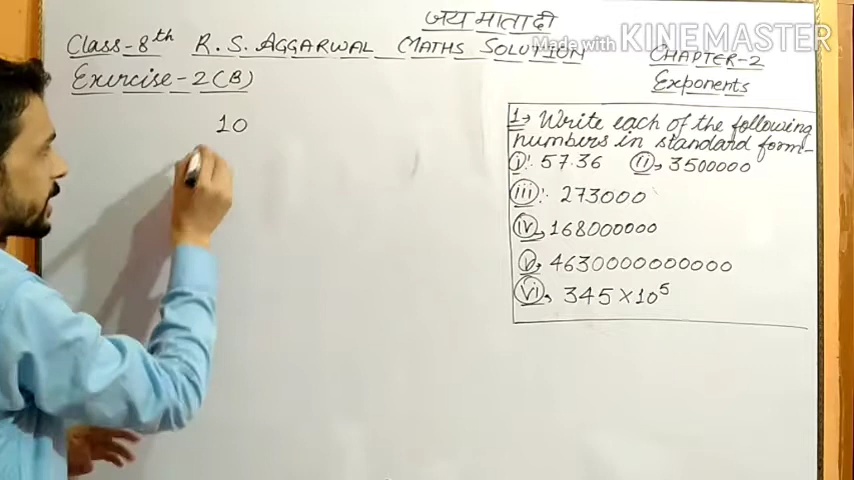 जय माता दी
Class-8th R.S. AGGARWAL MATHS SOLUTION
Made with KINEMASTER
CHAPTER-2
Exercise-2(B)
Exponents
10
1→ Write each of the following
numbers in standard form-
(i): 57.36 (ii)→ 3500000
(iii): 273000
(iv)→ 168000000
(v)→ 4630000000000
(vi)→ 345×10⁵